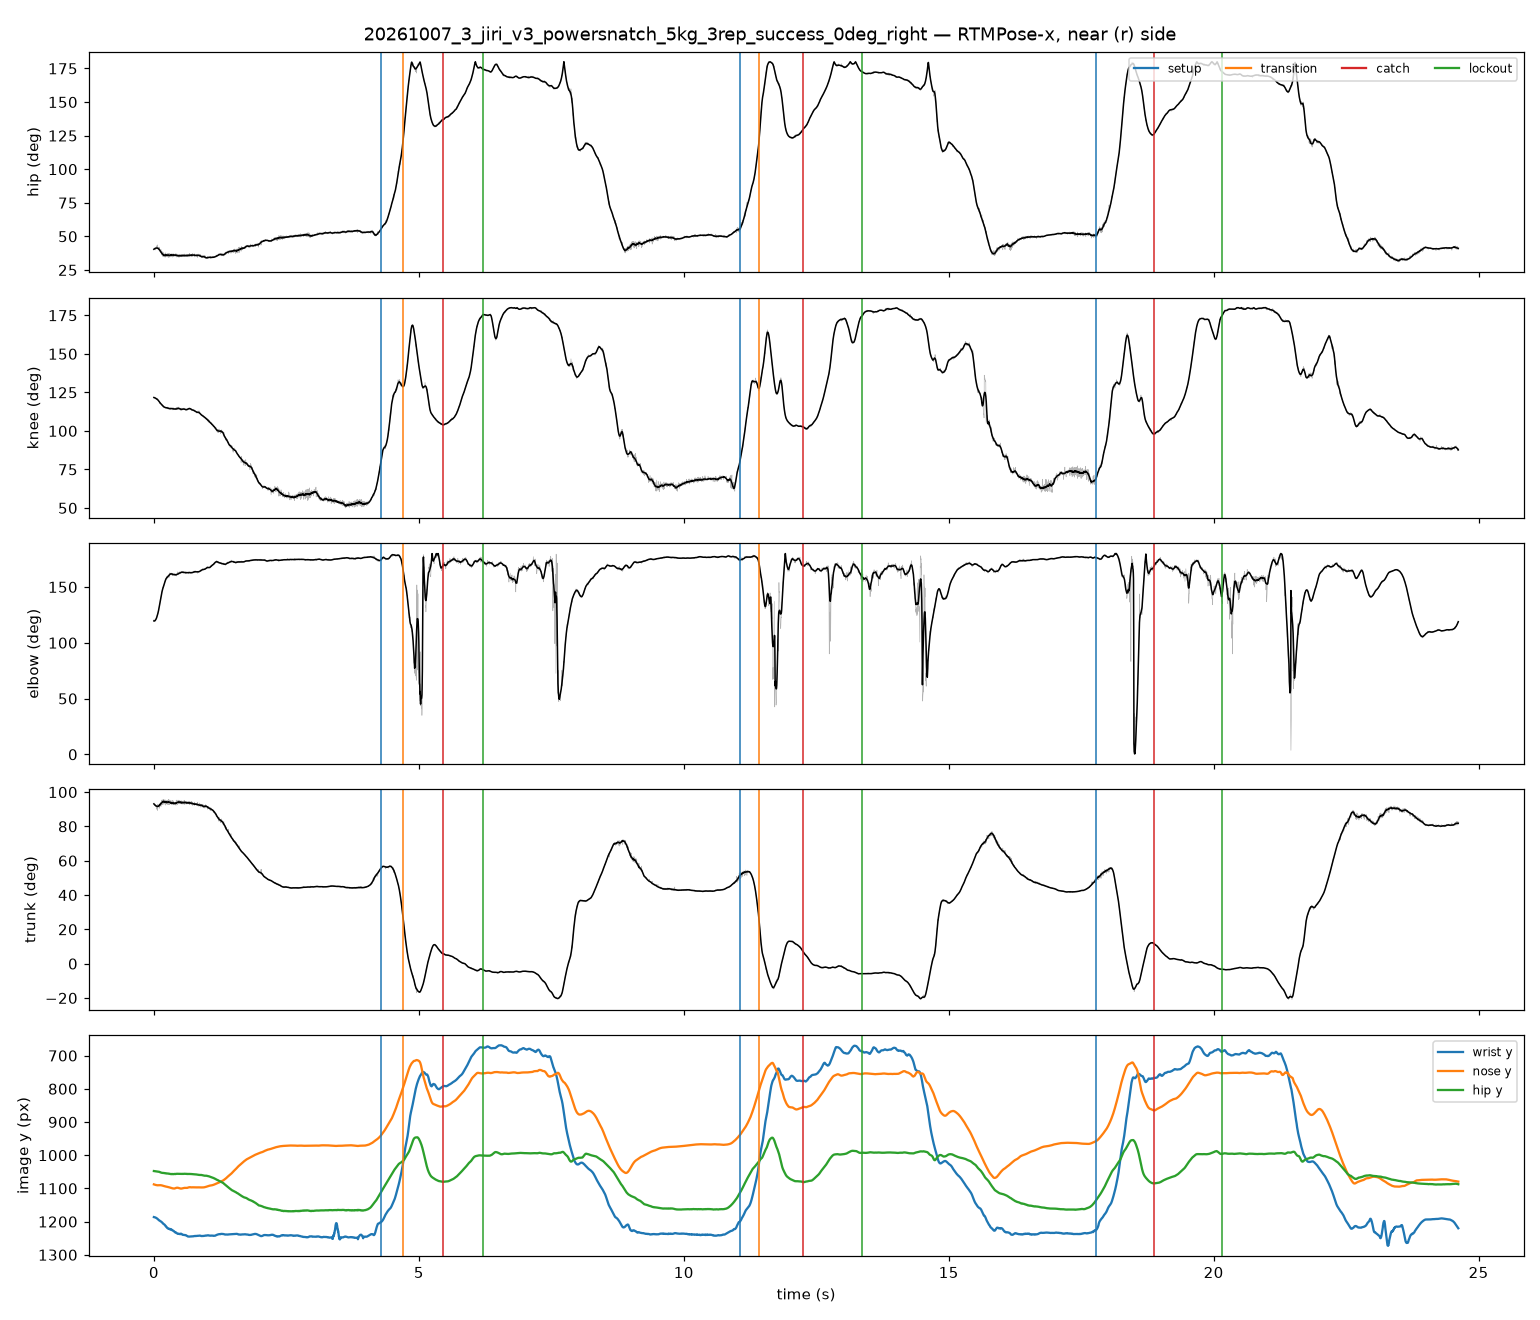 20261007_3_jiri_v3_powersnatch_5kg_3rep_success_0deg_right — RTMPose-x, near (r) side
setup transition catch lockout
hip (deg)
175
150
125
100
75
50
25
knee (deg)
175
150
125
100
75
50
elbow (deg)
150
100
50
0
trunk (deg)
100
80
60
40
20
0
−20
image y (px)
700
800
900
1000
1100
1200
1300
wrist y
nose y
hip y
0 5 10 15 20 25
time (s)